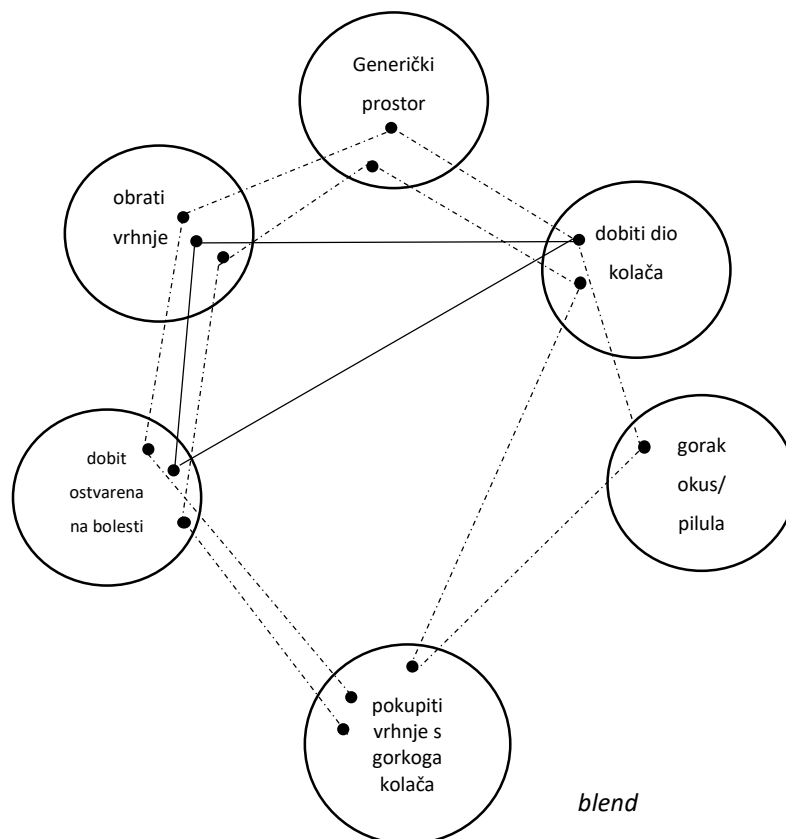 Generički
prostor
obrati
vrhnje
dobiti dio
kolača
dobit
ostvarena
na bolesti
gorak
okus/
pilula
pokupiti
vrhnje s
gorkoga
kolača
blend